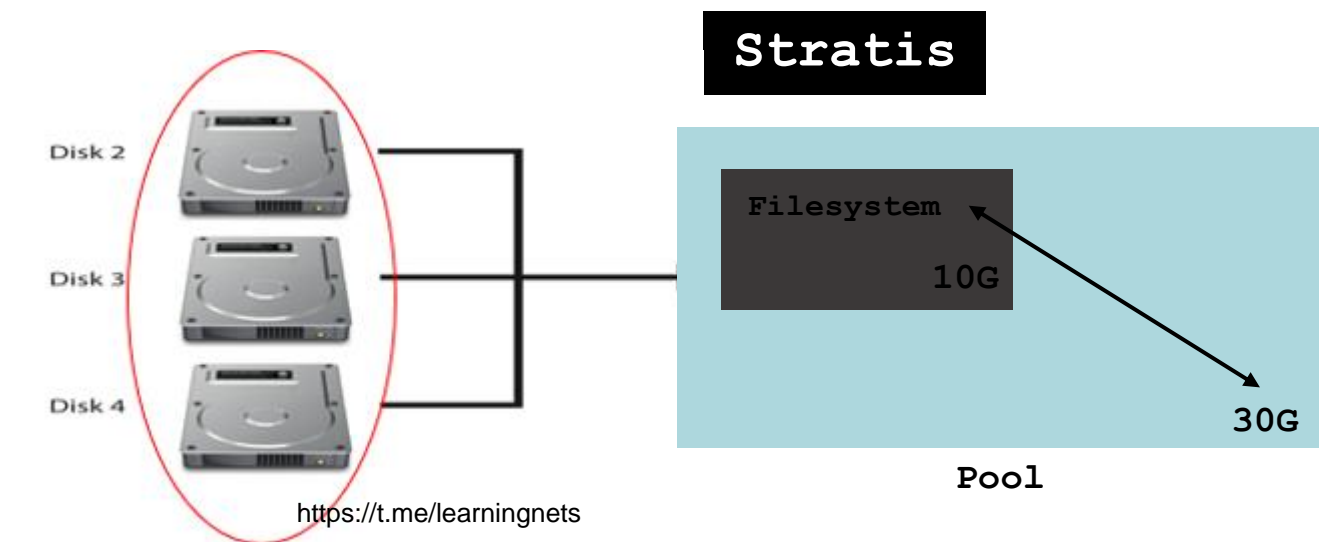 Stratis
Disk 2
Disk 3
Disk 4
Filesystem
10G
30G
Pool
https://t.me/learningnets